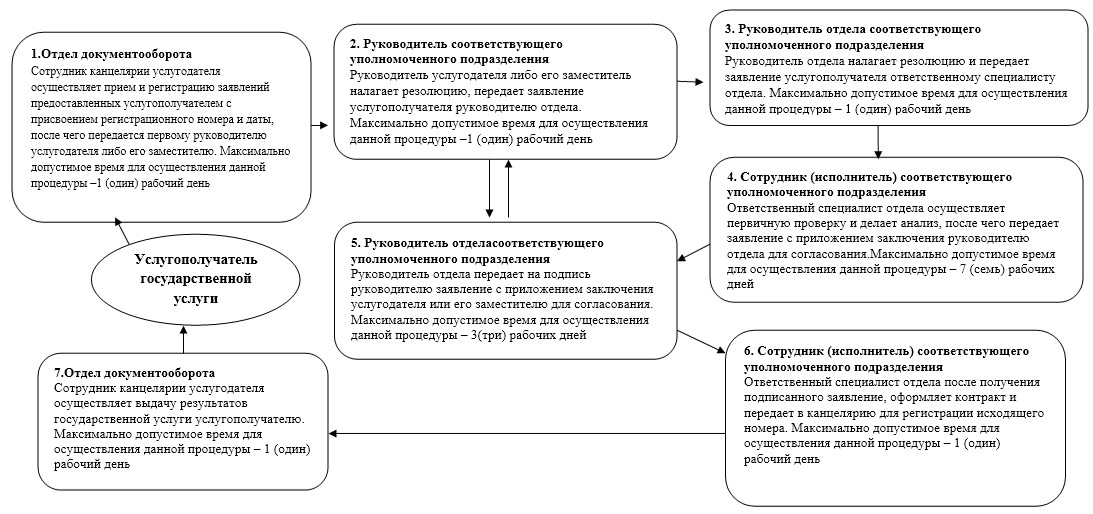 1.Отдел документооборота
Сотрудник канцелярии услугодателя
осуществляет прием и регистрацию заявлений
предоставленных услугополучателем с
присвоением регистрационного номера и даты,
после чего передается первому руководителю
услугодателя либо его заместителю. Максимально
допустимое время для осуществления данной
процедуры –1 (один) рабочий день
2. Руководитель соответствующего
уполномоченного подразделения
Руководитель услугодателя либо его заместитель
налагает резолюцию, передает заявление
услугополучателя руководителю отдела.
Максимально допустимое время для осуществления
данной процедуры –1 (один) рабочий день
3. Руководитель отдела соответствующего
уполномоченного подразделения
Руководитель отдела налагает резолюцию и передает
заявление услугополучателя ответственному специалисту
отдела. Максимально допустимое время для осуществления
данной процедуры – 1 (один) рабочий день
4. Сотрудник (исполнитель) соответствующего
уполномоченного подразделения
Ответственный специалист отдела осуществляет
первичную проверку и делает анализ, после чего передает
заявление с приложением заключения руководителю
отдела для согласования.Максимально допустимое время
для осуществления данной процедуры – 7 (семь) рабочих
дней
5. Руководитель отделасоответствующего
уполномоченного подразделения
Руководитель отдела передает на подпись
руководителю заявление с приложением заключения
услугодателя или его заместителю для согласования.
Максимально допустимое время для осуществления
данной процедуры – 3(три) рабочих дней
Услугополучатель
государственной
услуги
6. Сотрудник (исполнитель) соответствующего
уполномоченного подразделения
Ответственный специалист отдела после получения
подписанного заявление, оформляет контракт и
передает в канцелярию для регистрации исходящего
номера. Максимально допустимое время для
осуществления данной процедуры – 1 (один)
рабочий день
7.Отдел документооборота
Сотрудник канцелярии услугодателя
осуществляет выдачу результатов
государственной услуги услугополучателю.
Максимально допустимое время для
осуществления данной процедуры – 1 (один)
рабочий день